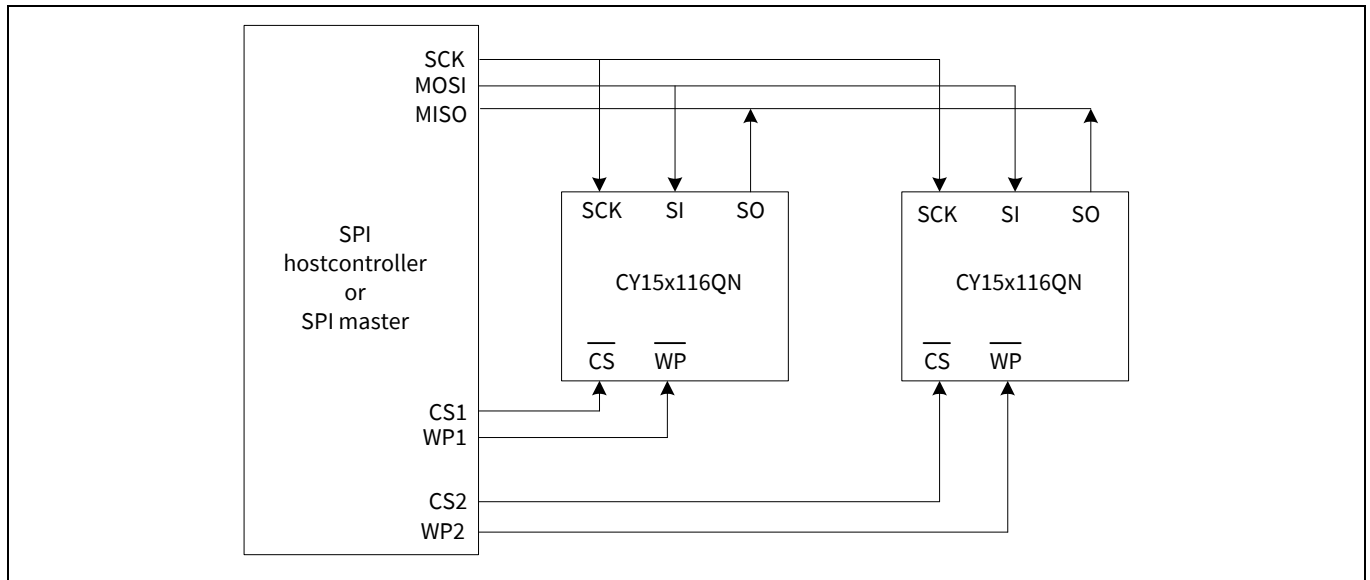 SCK
MOSI
MISO
SCK SI SO
SCK SI SO
SPI
hostcontroller
or
SPI master
CY15x116QN
CY15x116QN
CS WP
CS WP
CS1
WP1
CS2
WP2